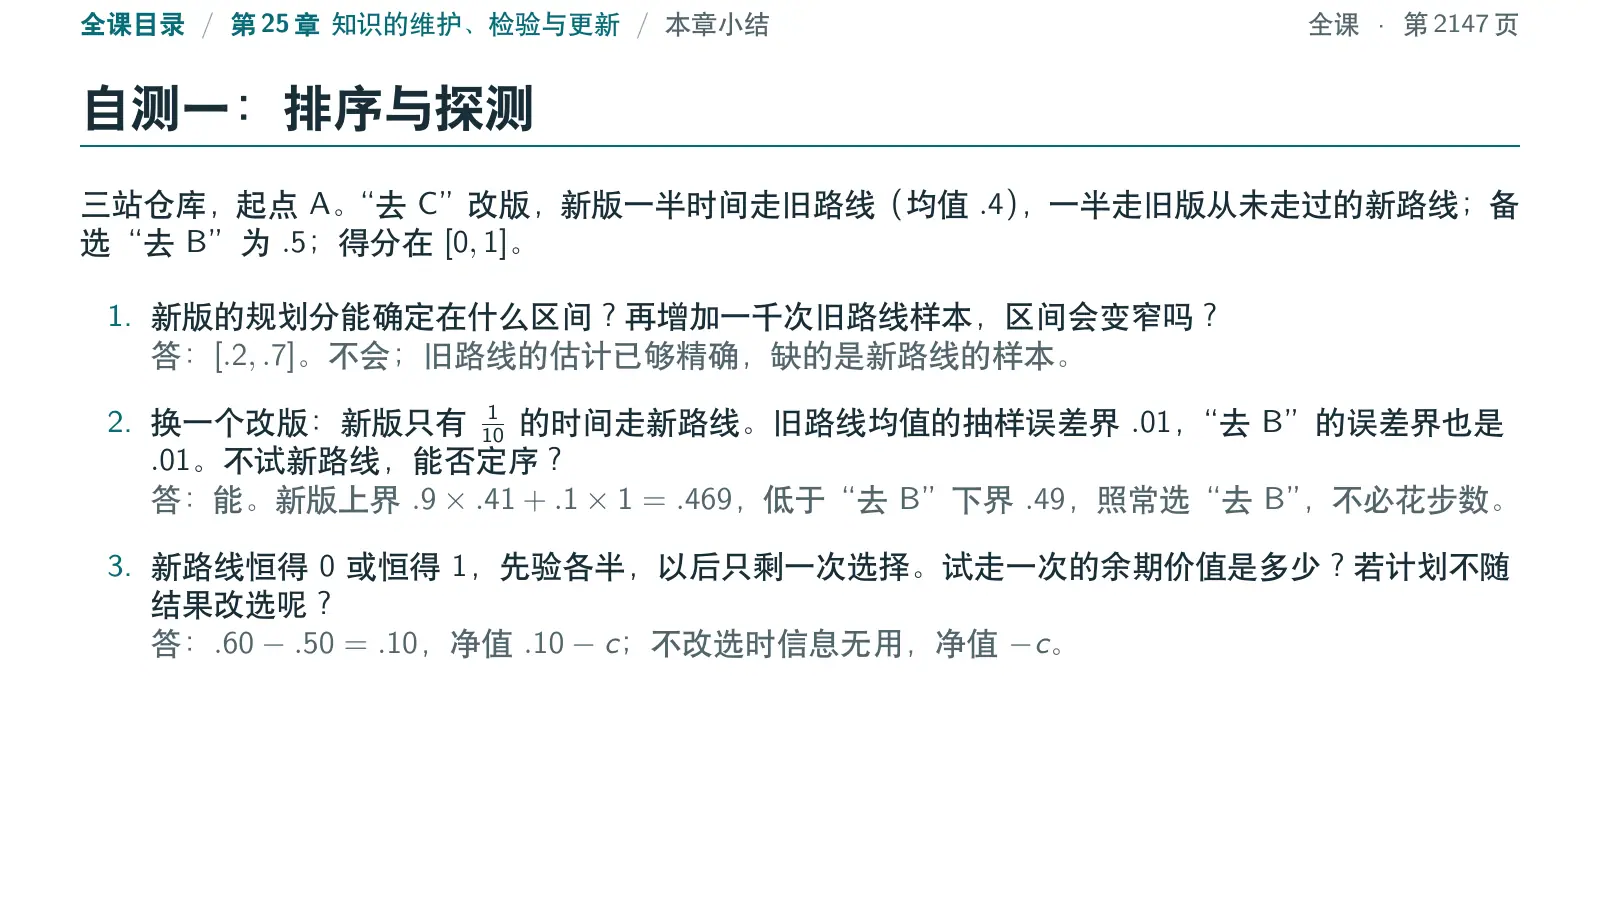 全课目录 / 第 25 章 知识的维护、检验与更新 / 本章小结
全课 · 第 2147 页
自测一：排序与探测
三站仓库，起点 A。“去 C” 改版，新版一半时间走旧路线（均值 .4），一半走旧版从未走过的新路线；备
选 “去 B” 为 .5；得分在 [0, 1]。
1. 新版的规划分能确定在什么区间？再增加一千次旧路线样本，区间会变窄吗？
答：[.2, .7]。不会；旧路线的估计已够精确，缺的是新路线的样本。
2. 换一个改版：新版只有 1/10 的时间走新路线。旧路线均值的抽样误差界 .01，“去 B” 的误差界也是
.01。不试新路线，能否定序？
答：能。新版上界 .9 × .41 + .1 × 1 = .469，低于 “去 B” 下界 .49，照常选 “去 B”，不必花步数。
3. 新路线恒得 0 或恒得 1，先验各半，以后只剩一次选择。试走一次的余期价值是多少？若计划不随
结果改选呢？
答：.60 − .50 = .10，净值 .10 − c；不改选时信息无用，净值 −c。